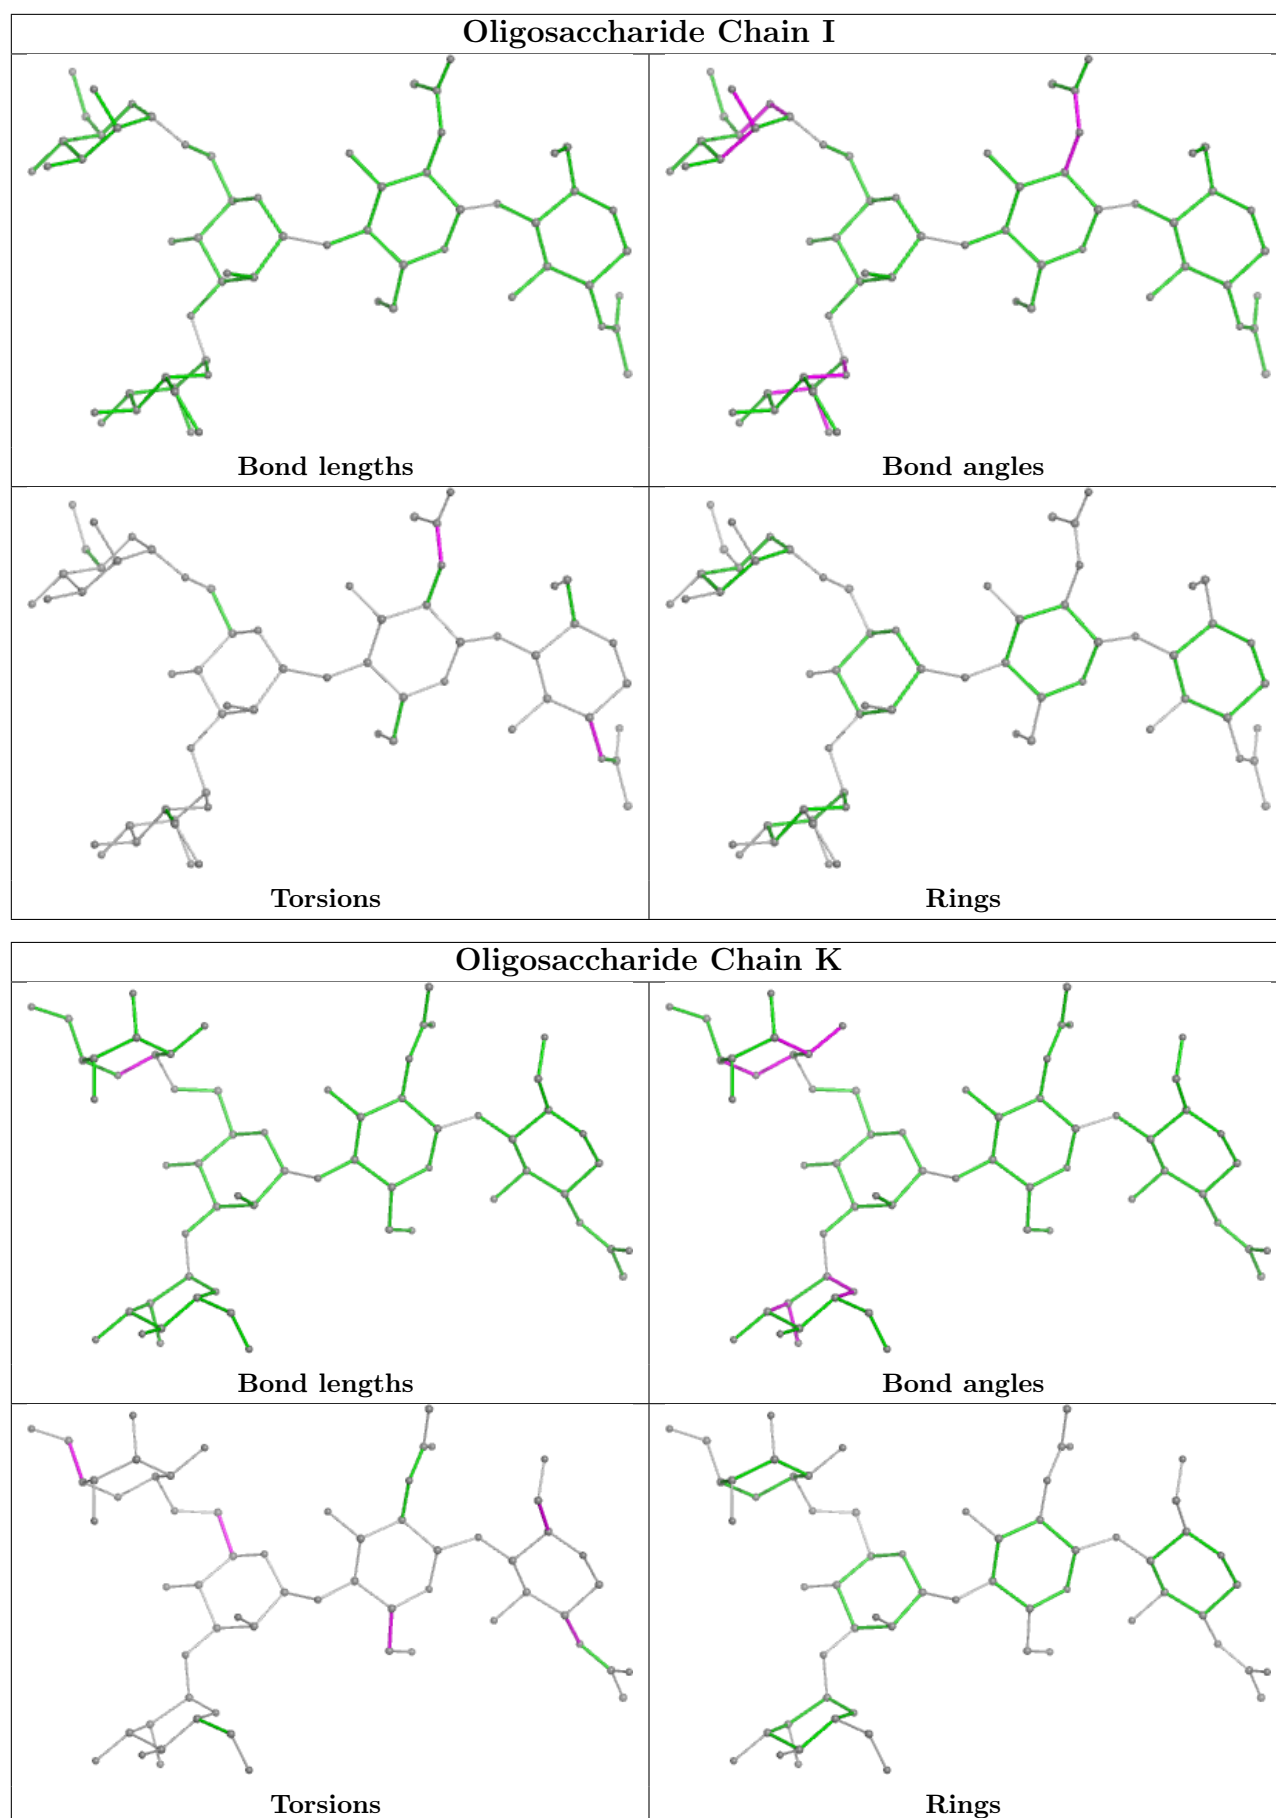 Oligosaccharide Chain I
Bond lengths
Bond angles
Torsions
Rings
Oligosaccharide Chain K
Bond lengths
Bond angles
Torsions
Rings